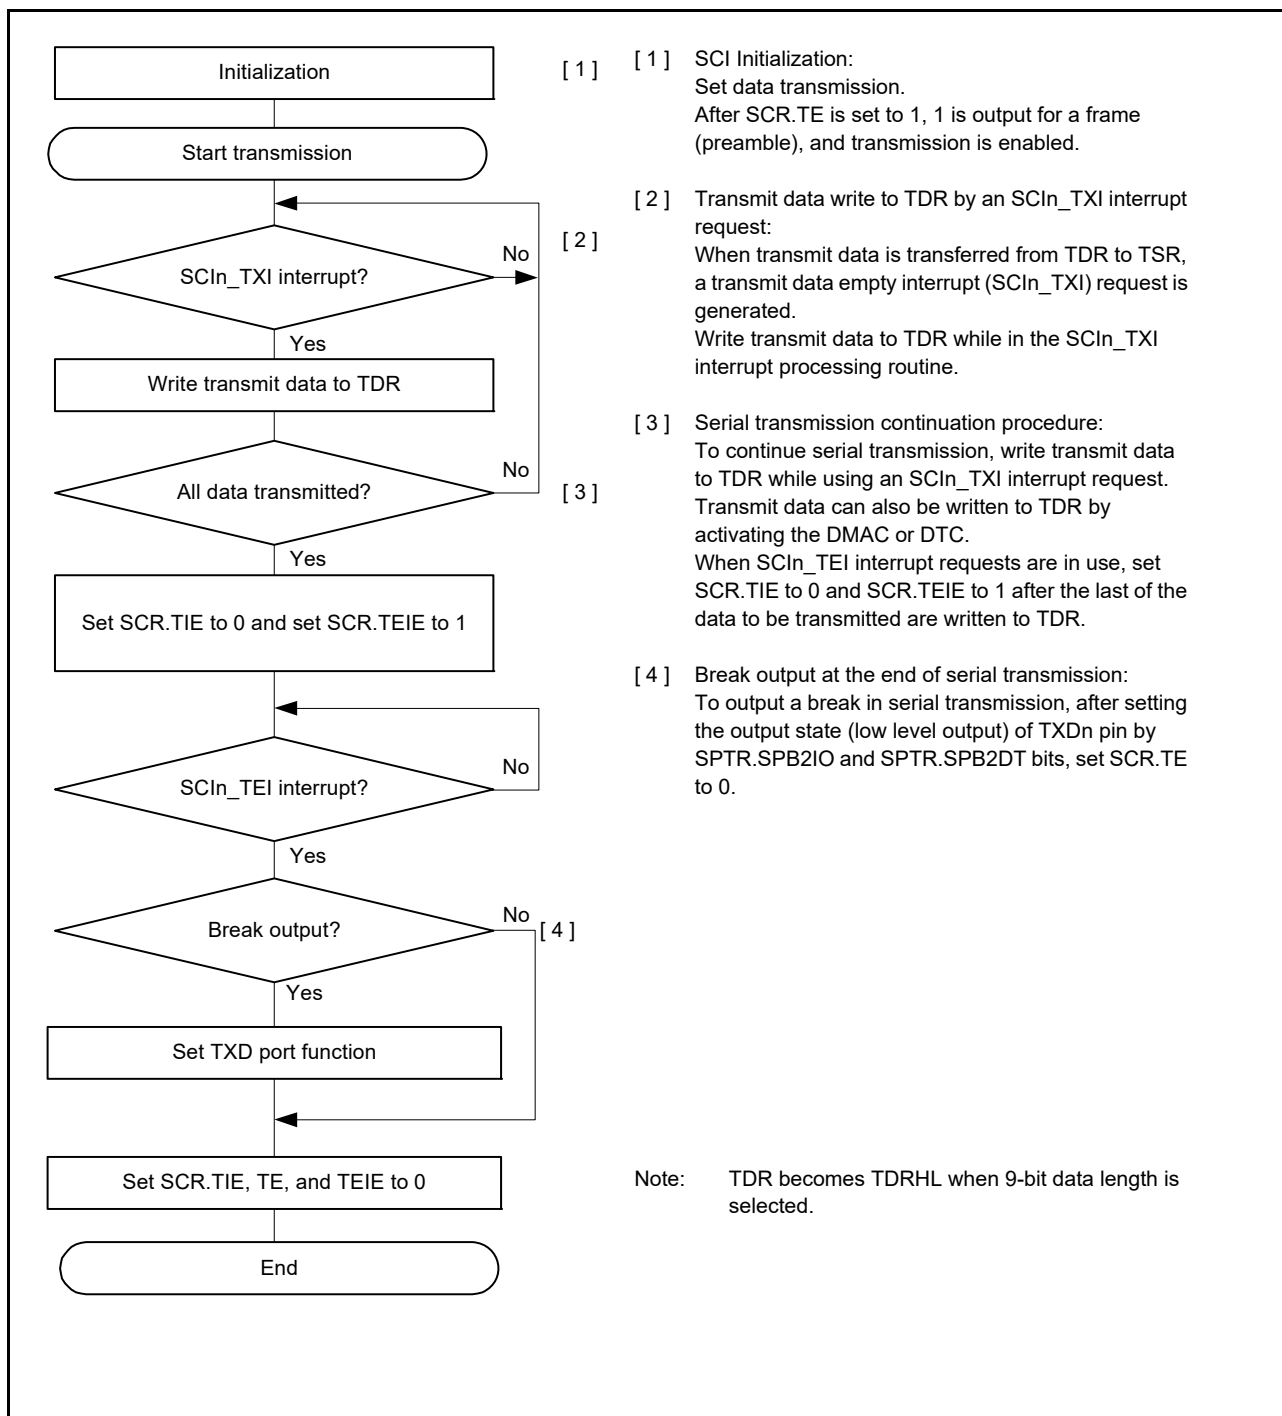 Initialization
[ 1 ]
Start transmission
[ 2 ]
SCIn_TXI interrupt?
No
Yes
Write transmit data to TDR
All data transmitted?
No
[ 3 ]
Yes
Set SCR.TIE to 0 and set SCR.TEIE to 1
SCIn_TEI interrupt?
No
Yes
Break output?
No
[ 4 ]
Yes
Set TXD port function
Set SCR.TIE, TE, and TEIE to 0
End
[ 1 ] SCI Initialization:
Set data transmission.
After SCR.TE is set to 1, 1 is output for a frame
(preamble), and transmission is enabled.
[ 2 ] Transmit data write to TDR by an SCIn_TXI interrupt
request:
When transmit data is transferred from TDR to TSR,
a transmit data empty interrupt (SCIn_TXI) request is
generated.
Write transmit data to TDR while in the SCIn_TXI
interrupt processing routine.
[ 3 ] Serial transmission continuation procedure:
To continue serial transmission, write transmit data
to TDR while using an SCIn_TXI interrupt request.
Transmit data can also be written to TDR by
activating the DMAC or DTC.
When SCIn_TEI interrupt requests are in use, set
SCR.TIE to 0 and SCR.TEIE to 1 after the last of the
data to be transmitted are written to TDR.
[ 4 ] Break output at the end of serial transmission:
To output a break in serial transmission, after setting
the output state (low level output) of TXDn pin by
SPTR.SPB2IO and SPTR.SPB2DT bits, set SCR.TE
to 0.
Note: TDR becomes TDRHL when 9-bit data length is
selected.